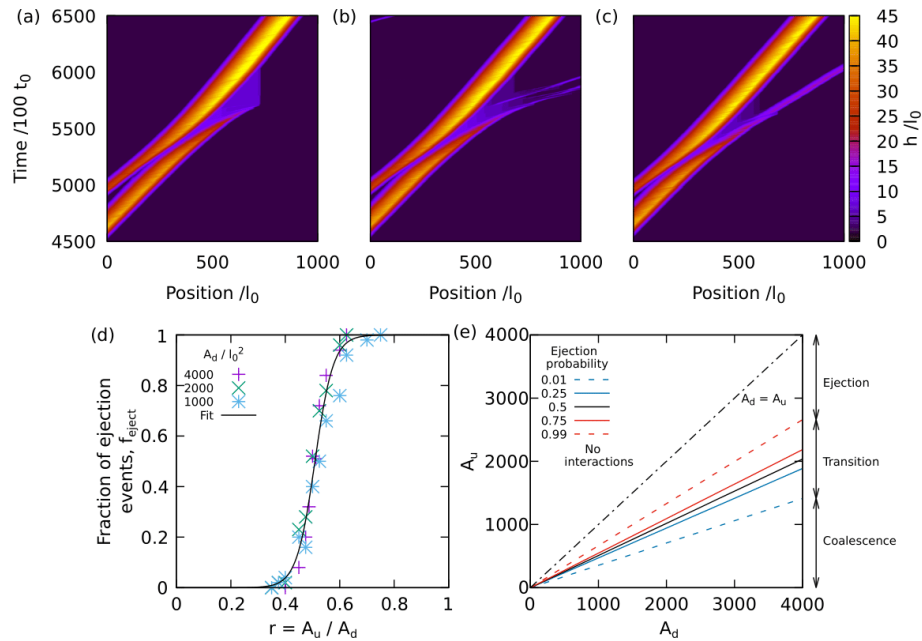 (a)
(b)
(c)
6500
6000
5500
5000
4500
Time /100 t0
0
500
1000
Position /l0
0
500
1000
Position /l0
0
500
1000
Position /l0
45
40
35
30
25
20
15
10
5
0
h /l0
(d)
Fraction of ejection
events, feject
1
0.8
0.6
0.4
0.2
0
Ad / l0²
4000
2000
1000
Fit
0
0.2
0.4
0.6
0.8
1
r = Au / Ad
(e)
Au
4000
3000
2000
1000
0
Ejection
probability
0.01
0.25
0.5
0.75
0.99
No
interactions
Ad = Au
Ejection
Transition
Coalescence
0
1000
2000
3000
4000
Ad